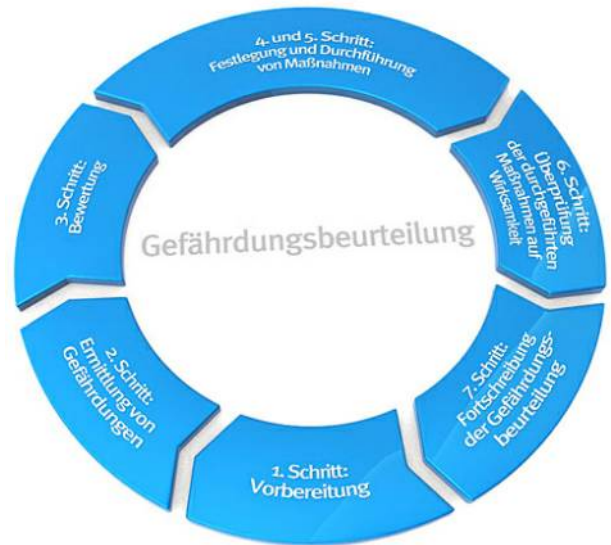 4. und 5. Schritt:
Festlegung und Durchführung
von Maßnahmen
6. Schritt:
Überprüfung
der durchgeführten
Maßnahmen auf
Wirksamkeit
3. Schritt:
Bewertung
Gefährdungsbeurteilung
2. Schritt:
Ermittlung von
Gefährdungen
7. Schritt:
Fortschreibung
der Gefährdungs-
beurteilung
1. Schritt:
Vorbereitung